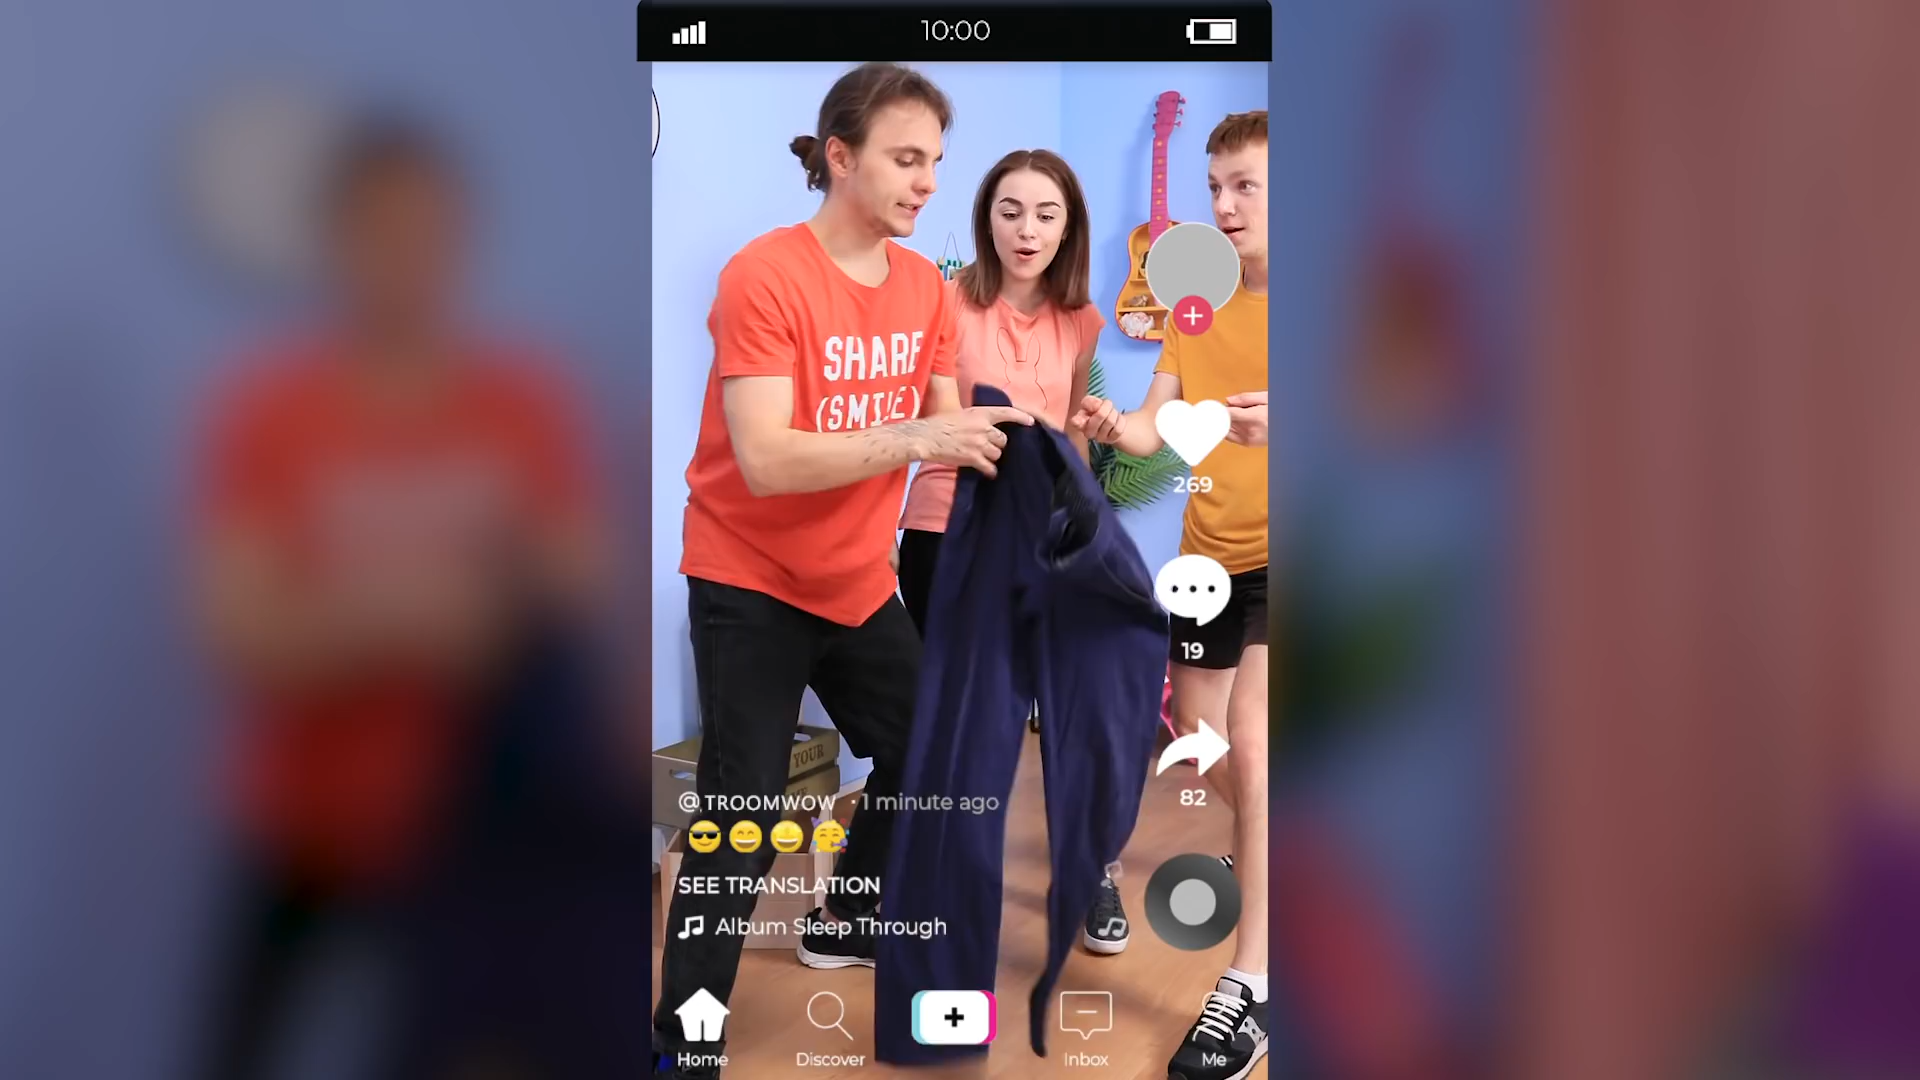 10:00
SHARE
(SMILE)
269
19
YOUR
82
@TROOMWOW · 1 minute ago
SEE TRANSLATION
Album Sleep Through
Home
Discover
Inbox
Me